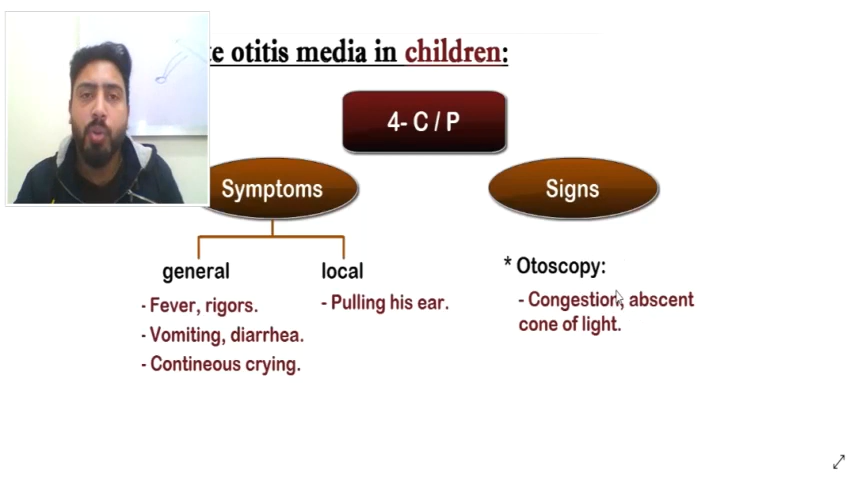 otitis media in children:
4- C / P
Symptoms
Signs
general
local
- Fever, rigors.
- Vomiting, diarrhea.
- Contineous crying.
- Pulling his ear.
* Otoscopy:
- Congestion, abscent
cone of light.